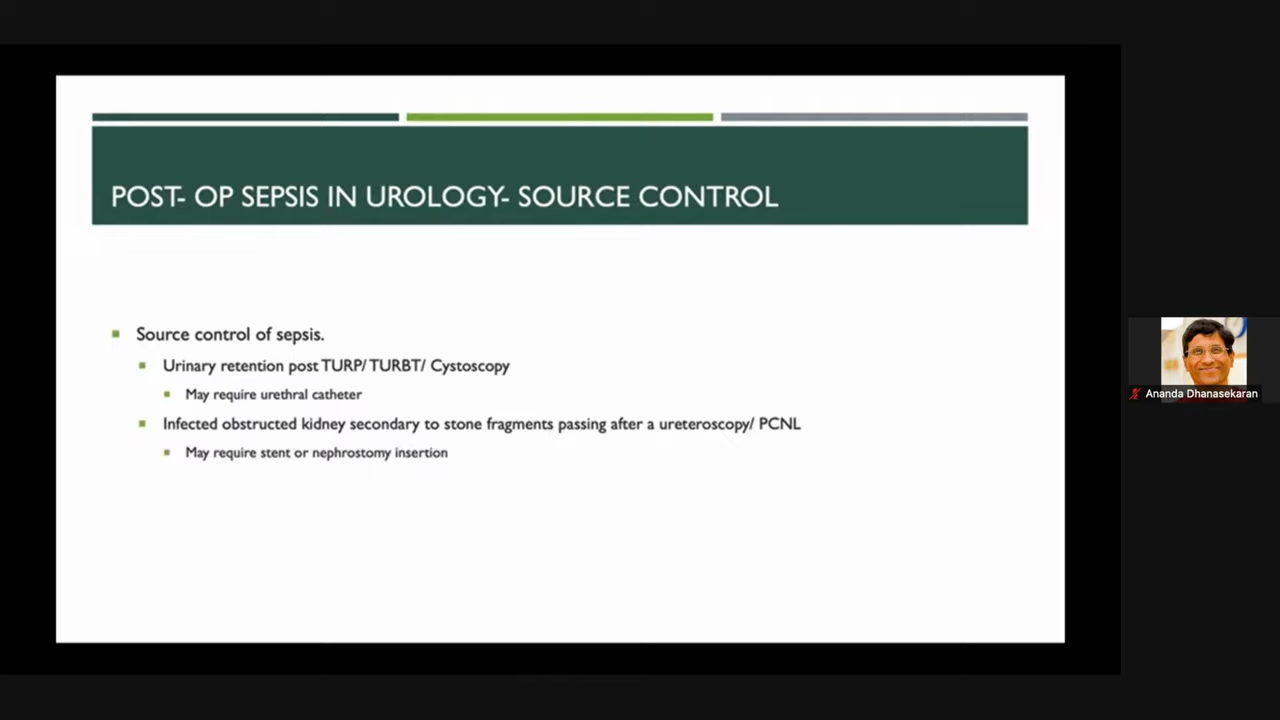 POST- OP SEPSIS IN UROLOGY- SOURCE CONTROL
Source control of sepsis.
Urinary retention post TURP/ TURBT/ Cystoscopy
May require urethral catheter
Infected obstructed kidney secondary to stone fragments passing after a ureteroscopy/ PCNL
May require stent or nephrostomy insertion
Ananda Dhanasekaran